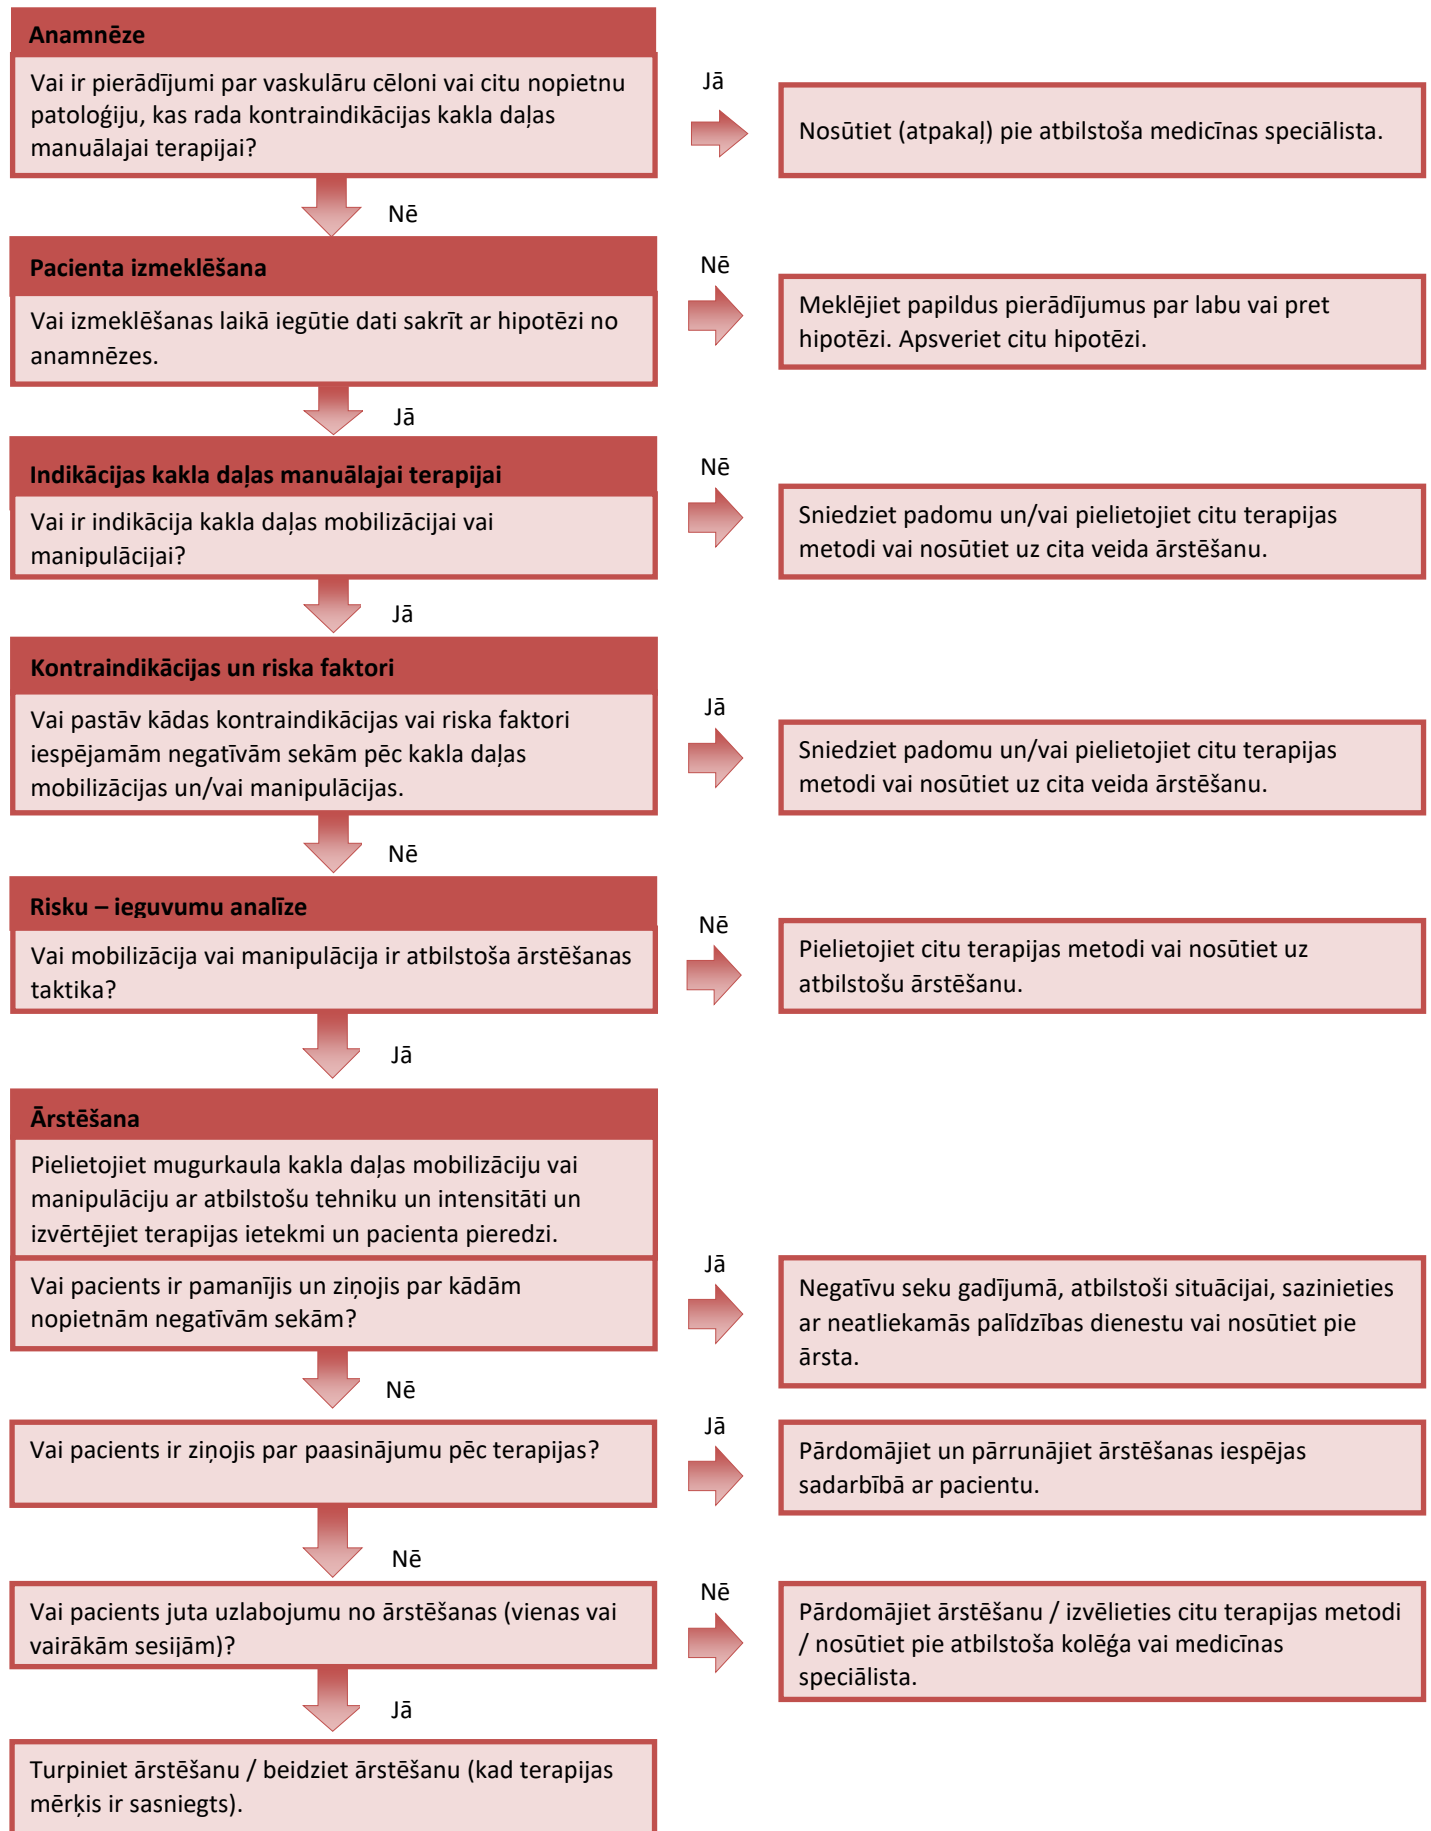 Anamnēze
Vai ir pierādījumi par vaskulāru cēloni vai citu nopietnu
patoloģiju, kas rada kontraindikācijas kakla daļas
manuālajai terapijai?
Jā
Nosūtiet (atpakaļ) pie atbilstoša medicīnas speciālista.
Nē
Pacienta izmeklēšana
Vai izmeklēšanas laikā iegūtie dati sakrīt ar hipotēzi no
anamnēzes.
Nē
Meklējiet papildus pierādījumus par labu vai pret
hipotēzi. Apsveriet citu hipotēzi.
Jā
Indikācijas kakla daļas manuālajai terapijai
Vai ir indikācija kakla daļas mobilizācijai vai
manipulācijai?
Nē
Sniedziet padomu un/vai pielietojiet citu terapijas
metodi vai nosūtiet uz cita veida ārstēšanu.
Jā
Kontraindikācijas un riska faktori
Vai pastāv kādas kontraindikācijas vai riska faktori
iespējamām negatīvām sekām pēc kakla daļas
mobilizācijas un/vai manipulācijas.
Jā
Sniedziet padomu un/vai pielietojiet citu terapijas
metodi vai nosūtiet uz cita veida ārstēšanu.
Nē
Risku – ieguvumu analīze
Vai mobilizācija vai manipulācija ir atbilstoša ārstēšanas
taktika?
Nē
Pielietojiet citu terapijas metodi vai nosūtiet uz
atbilstošu ārstēšanu.
Jā
Ārstēšana
Pielietojiet mugurkaula kakla daļas mobilizāciju vai
manipulāciju ar atbilstošu tehniku un intensitāti un
izvērtējiet terapijas ietekmi un pacienta pieredzi.
Vai pacients ir pamanījis un ziņojis par kādām
nopietnām negatīvām sekām?
Jā
Negatīvu seku gadījumā, atbilstoši situācijai, sazinieties
ar neatliekamās palīdzības dienestu vai nosūtiet pie
ārsta.
Nē
Vai pacients ir ziņojis par paasinājumu pēc terapijas?
Jā
Pārdomājiet un pārrunājiet ārstēšanas iespējas
sadarbībā ar pacientu.
Nē
Vai pacients juta uzlabojumu no ārstēšanas (vienas vai
vairākām sesijām)?
Nē
Pārdomājiet ārstēšanu / izvēlieties citu terapijas metodi
/ nosūtiet pie atbilstoša kolēģa vai medicīnas
speciālista.
Jā
Turpiniet ārstēšanu / beidziet ārstēšanu (kad terapijas
mērķis ir sasniegts).